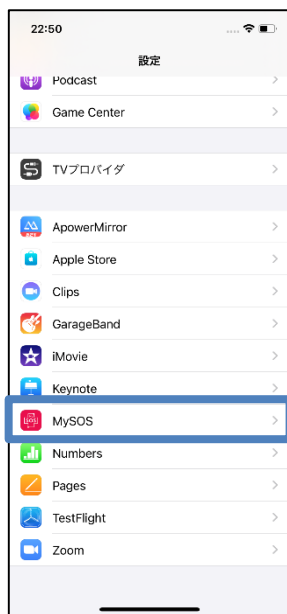 22:50
設定
Podcast
Game Center
TVプロバイダ
ApowerMirror
Apple Store
Clips
GarageBand
iMovie
Keynote
MySOS
Numbers
Pages
TestFlight
Zoom